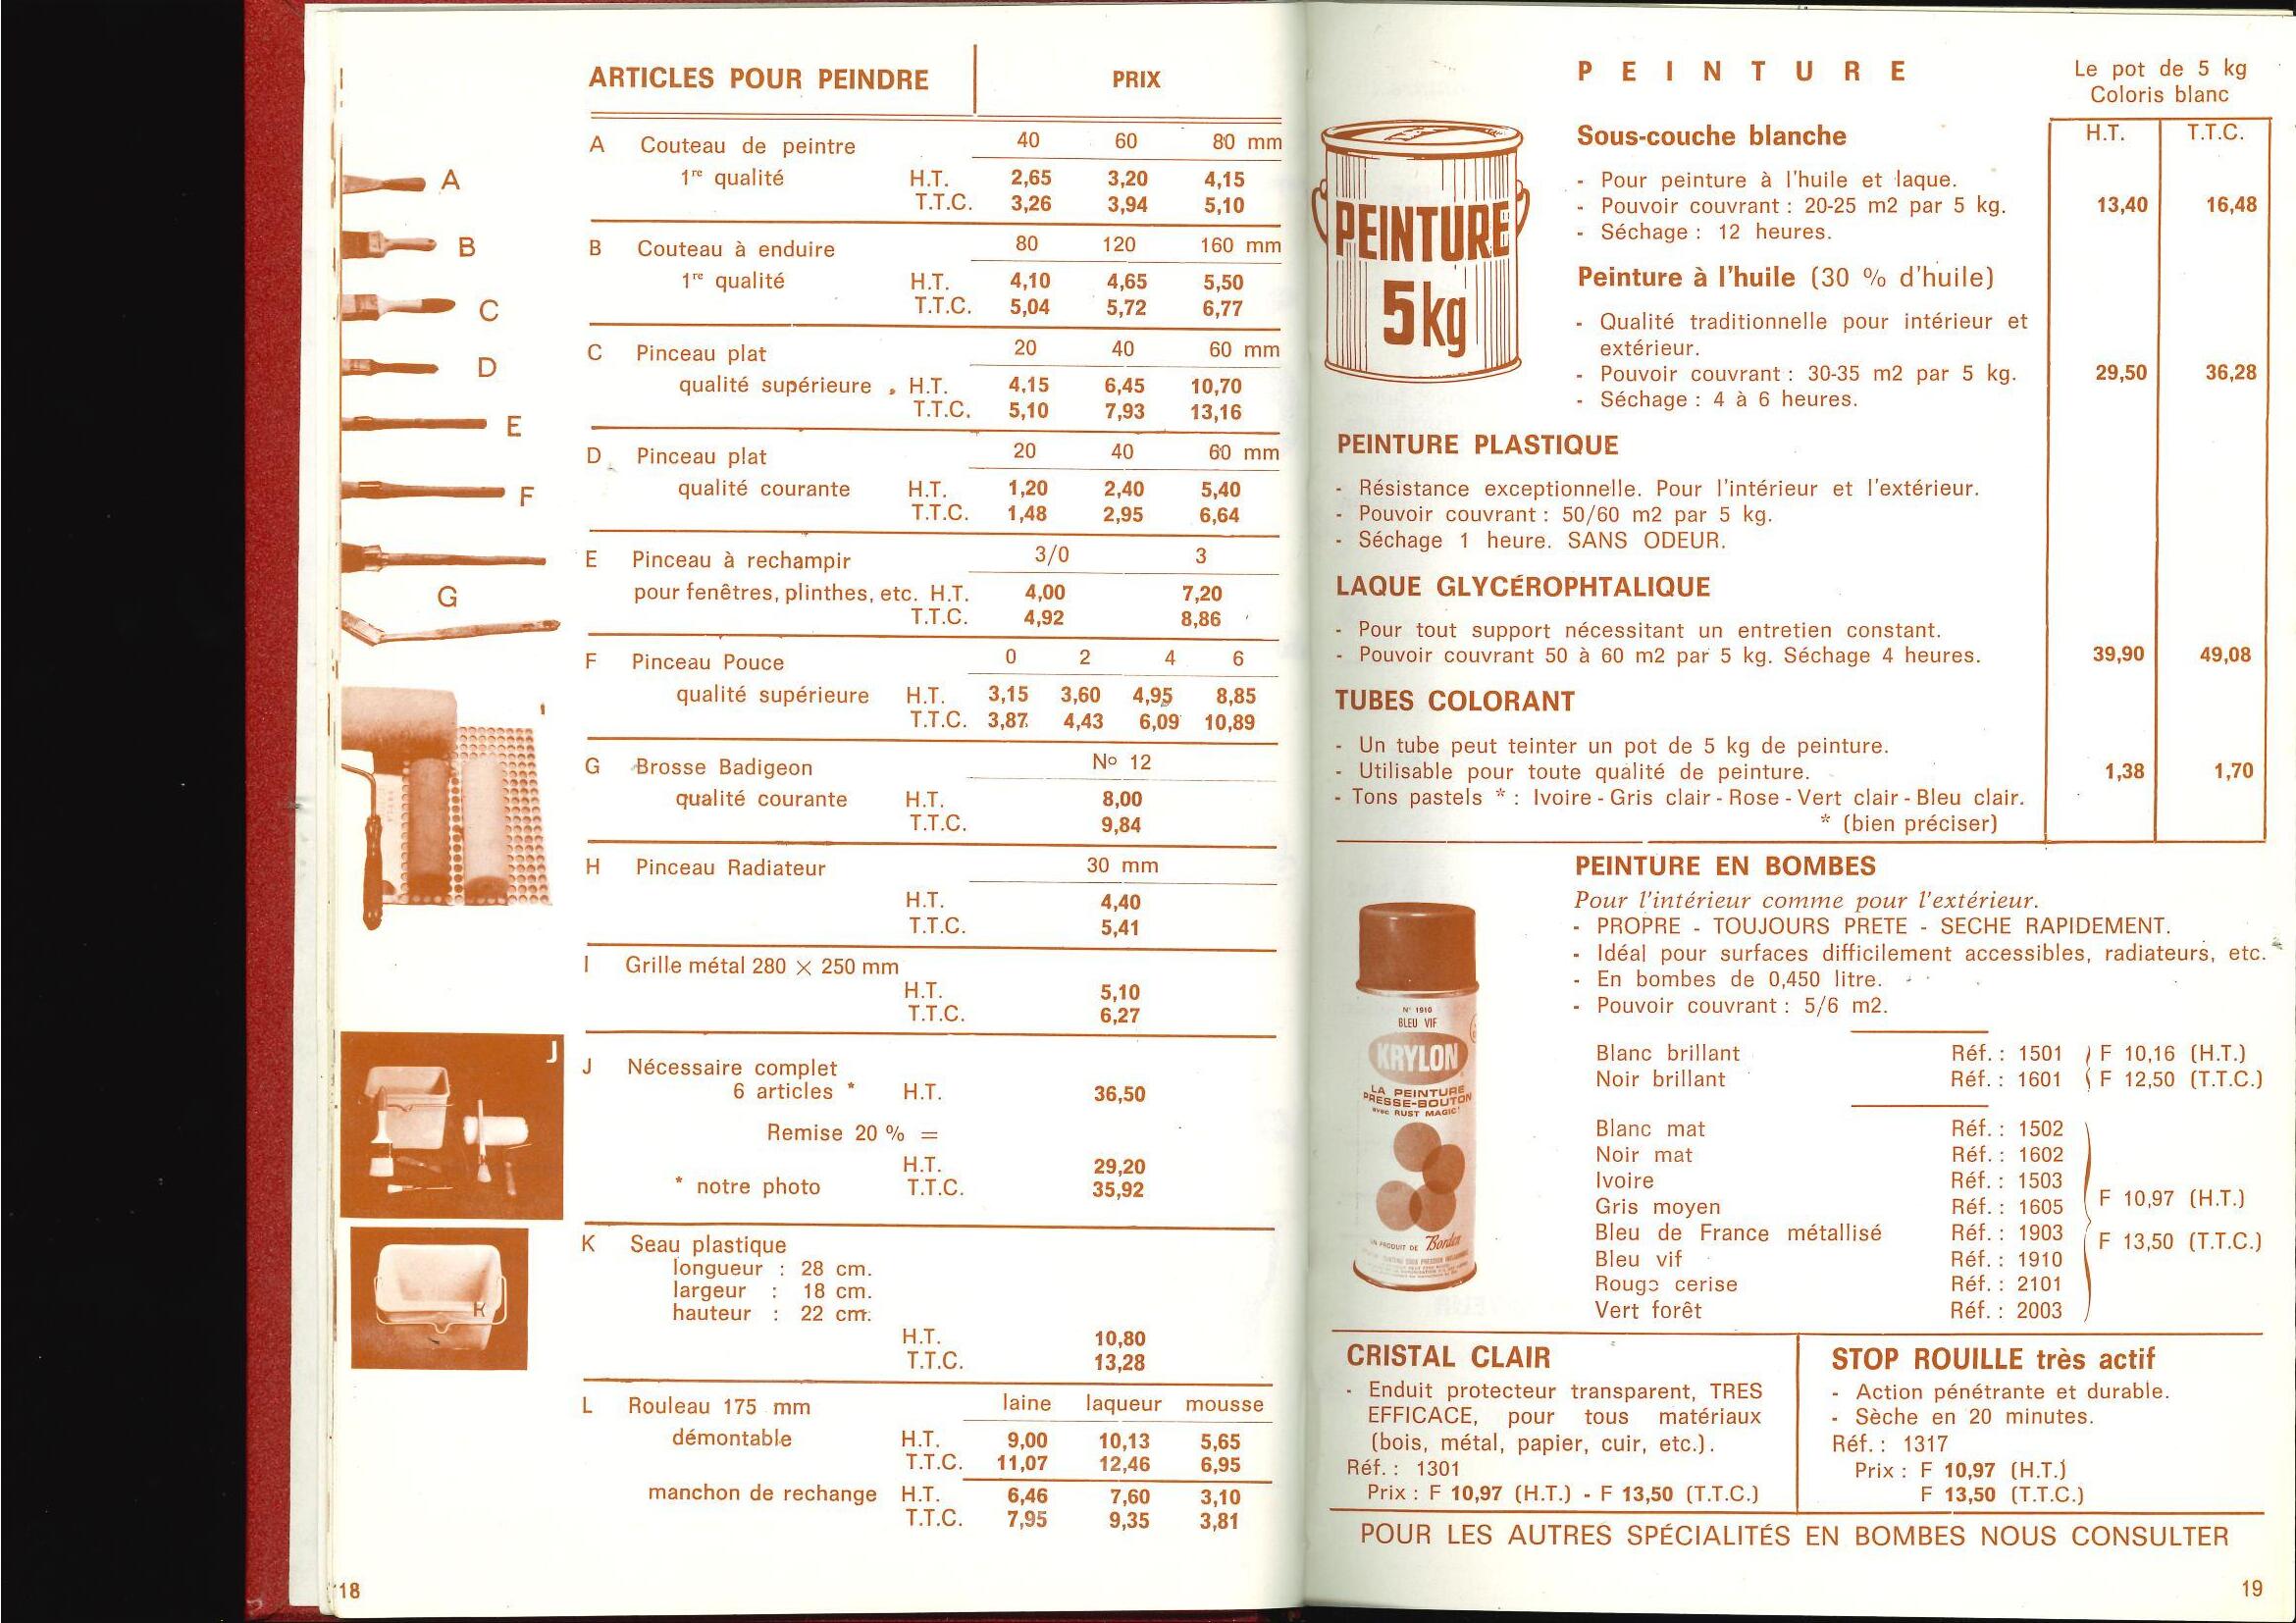 ARTICLES POUR PEINDRE PRIX
A Couteau de peintre 40 60 80 mm
1re qualité H.T. 2,65 3,20 4,15
T.T.C. 3,26 3,94 5,10
B Couteau à enduire 80 120 160 mm
1re qualité H.T. 4,10 4,65 5,50
T.T.C. 5,04 5,72 6,77
C Pinceau plat 20 40 60 mm
qualité supérieure H.T. 4,15 6,45 10,70
T.T.C. 5,10 7,93 13,16
D Pinceau plat 20 40 60 mm
qualité courante H.T. 1,20 2,40 5,40
T.T.C. 1,48 2,95 6,64
E Pinceau à rechampir 3/0 3
pour fenêtres, plinthes, etc. H.T. 4,00 7,20
T.T.C. 4,92 8,86
F Pinceau Pouce 0 2 4 6
qualité supérieure H.T. 3,15 3,60 4,95 8,85
T.T.C. 3,87 4,43 6,09 10,89
G Brosse Badigeon No 12
qualité courante H.T. 8,00
T.T.C. 9,84
H Pinceau Radiateur 30 mm
H.T. 4,40
T.T.C. 5,41
I Grille métal 280 × 250 mm
H.T. 5,10
T.T.C. 6,27
J Nécessaire complet
6 articles * H.T. 36,50
Remise 20 % =
H.T. 29,20
* notre photo T.T.C. 35,92
K Seau plastique
longueur : 28 cm.
largeur : 18 cm.
hauteur : 22 cm.
H.T. 10,80
T.T.C. 13,28
L Rouleau 175 mm laine laqueur mousse
démontable H.T. 9,00 10,13 5,65
T.T.C. 11,07 12,46 6,95
manchon de rechange H.T. 6,46 7,60 3,10
T.T.C. 7,95 9,35 3,81
A
B
C
D
E
F
G
J
K
18
PEINTURE
Le pot de 5 kg
Coloris blanc
H.T. T.T.C.
PEINTURE
5kg
Sous-couche blanche
- Pour peinture à l'huile et laque.
- Pouvoir couvrant : 20-25 m2 par 5 kg. 13,40 16,48
- Séchage : 12 heures.
Peinture à l'huile (30 % d'huile)
- Qualité traditionnelle pour intérieur et
extérieur.
- Pouvoir couvrant : 30-35 m2 par 5 kg. 29,50 36,28
- Séchage : 4 à 6 heures.
PEINTURE PLASTIQUE
- Résistance exceptionnelle. Pour l'intérieur et l'extérieur.
- Pouvoir couvrant : 50/60 m2 par 5 kg.
- Séchage 1 heure. SANS ODEUR.
LAQUE GLYCÉROPHTALIQUE
- Pour tout support nécessitant un entretien constant.
- Pouvoir couvrant 50 à 60 m2 par 5 kg. Séchage 4 heures. 39,90 49,08
TUBES COLORANT
- Un tube peut teinter un pot de 5 kg de peinture.
- Utilisable pour toute qualité de peinture. 1,38 1,70
- Tons pastels * : Ivoire - Gris clair - Rose - Vert clair - Bleu clair.
* (bien préciser)
PEINTURE EN BOMBES
Pour l'intérieur comme pour l'extérieur.
- PROPRE - TOUJOURS PRETE - SECHE RAPIDEMENT.
- Idéal pour surfaces difficilement accessibles, radiateurs, etc.
- En bombes de 0,450 litre.
- Pouvoir couvrant : 5/6 m2.
N° 1910
BLEU VIF
KRYLON
LA PEINTURE
PRESSE-BOUTON
avec RUST MAGIC
UN PRODUIT DE Borden
Blanc brillant Réf. : 1501 F 10,16 (H.T.)
Noir brillant Réf. : 1601 F 12,50 (T.T.C.)
Blanc mat Réf. : 1502
Noir mat Réf. : 1602
Ivoire Réf. : 1503
Gris moyen Réf. : 1605 F 10,97 (H.T.)
Bleu de France métallisé Réf. : 1903 F 13,50 (T.T.C.)
Bleu vif Réf. : 1910
Rouge cerise Réf. : 2101
Vert forêt Réf. : 2003
CRISTAL CLAIR
- Enduit protecteur transparent, TRES
EFFICACE, pour tous matériaux
(bois, métal, papier, cuir, etc.).
Réf. : 1301
Prix : F 10,97 (H.T.) - F 13,50 (T.T.C.)
STOP ROUILLE très actif
- Action pénétrante et durable.
- Sèche en 20 minutes.
Réf. : 1317
Prix : F 10,97 (H.T.)
F 13,50 (T.T.C.)
POUR LES AUTRES SPÉCIALITÉS EN BOMBES NOUS CONSULTER
19